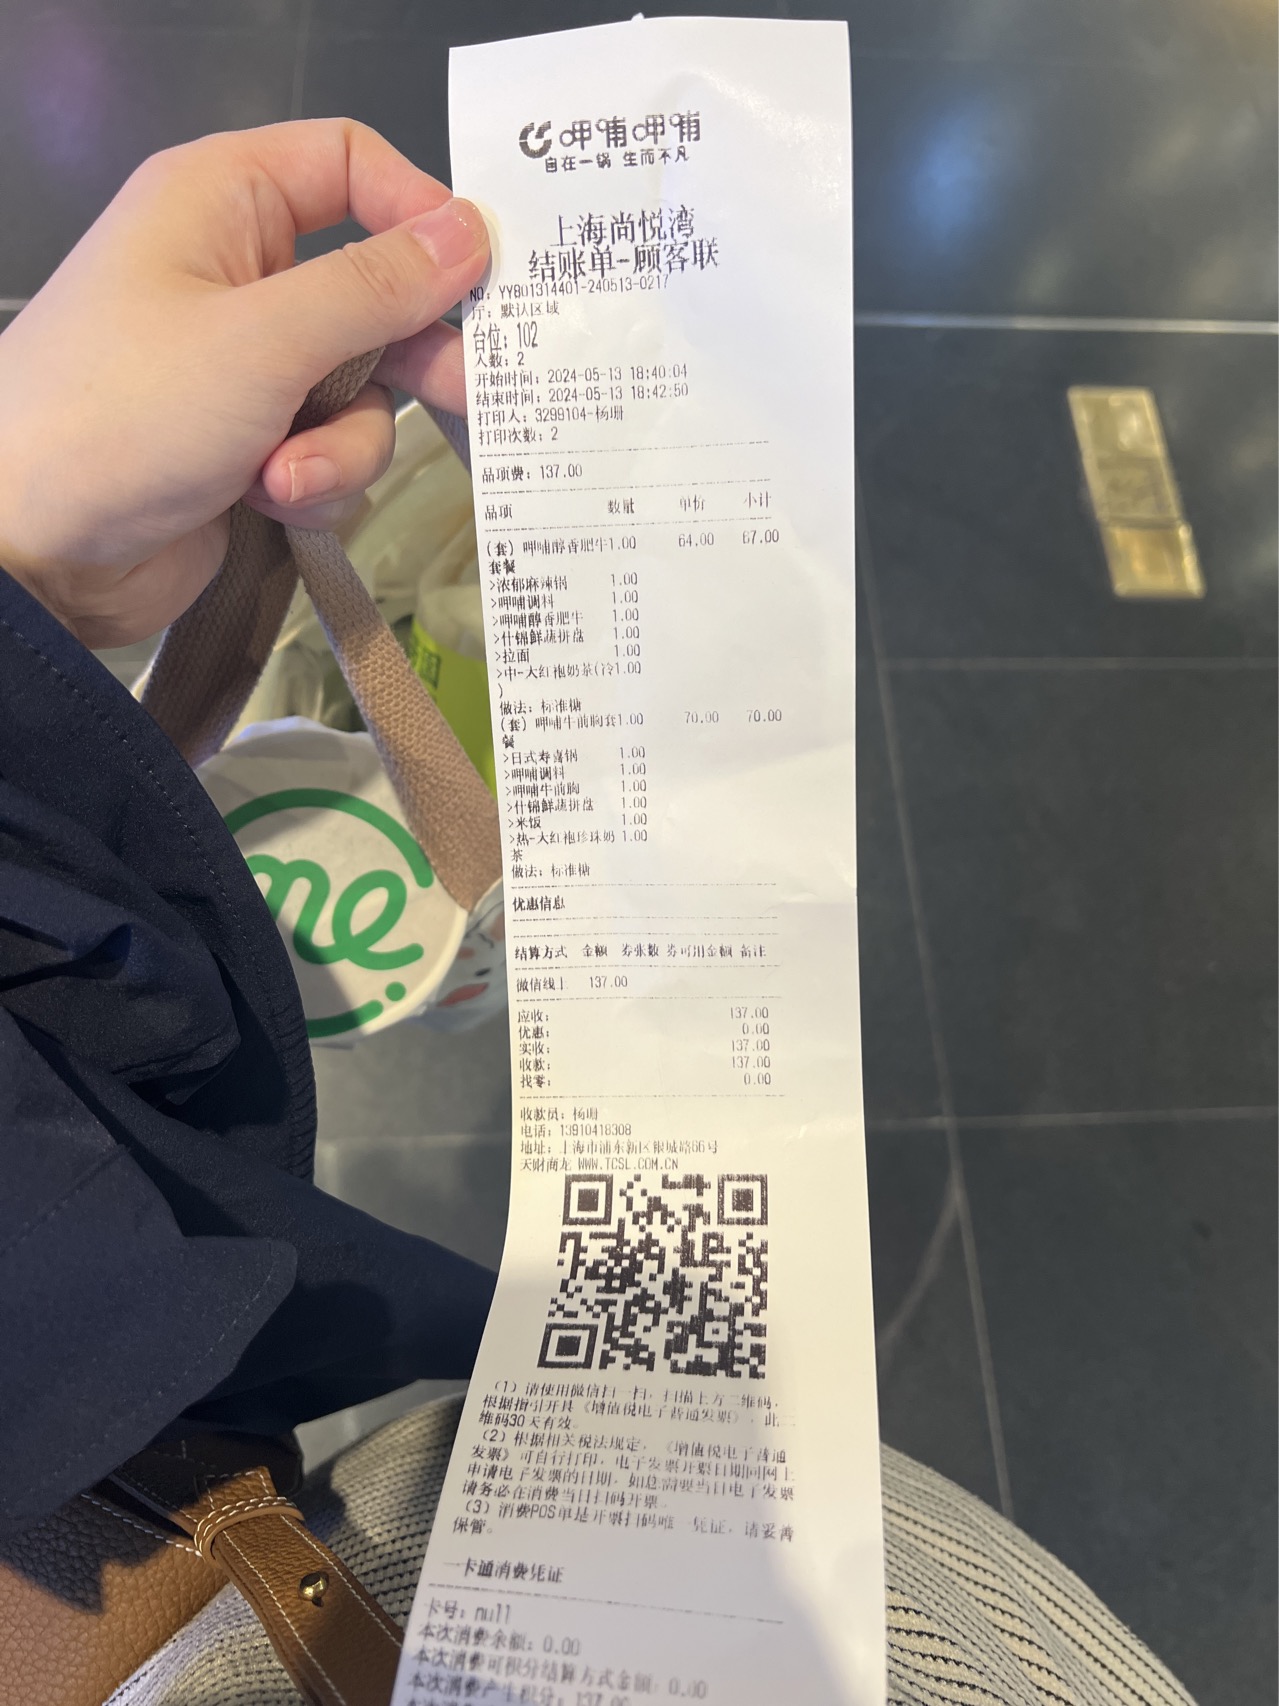 呷哺呷哺
自在一锅 生而不凡
上海尚悦湾
结账单-顾客联
NO: YY801314401-240513-0217
厅: 默认区域
台位: 102
人数: 2
开始时间: 2024-05-13 18:40:04
结束时间: 2024-05-13 18:42:50
打印人: 3299104-杨珊
打印次数: 2
品项费: 137.00
品项 数量 单价 小计
(套) 呷哺醇香肥牛1.00 64.00 67.00
套餐
>浓郁麻辣锅 1.00
>呷哺调料 1.00
>呷哺醇香肥牛 1.00
>什锦鲜蔬拼盘 1.00
>拉面 1.00
>中-大红袍奶茶(冷1.00
)
做法: 标准糖
(套) 呷哺牛前胸套1.00 70.00 70.00
餐
>日式寿喜锅 1.00
>呷哺调料 1.00
>呷哺牛前胸 1.00
>什锦鲜蔬拼盘 1.00
>米饭 1.00
>热-大红袍珍珠奶 1.00
茶
做法: 标准糖
优惠信息
结算方式 金额 券张数 券可用金额 备注
微信线上 137.00
应收: 137.00
优惠: 0.00
实收: 137.00
收款: 137.00
找零: 0.00
收款员: 杨珊
电话: 13910418308
地址: 上海市浦东新区银城路66号
天财商龙 WWW.TCSL.COM.CN
(1) 请使用微信扫一扫, 扫描上方二维码,
根据指引开具《增值税电子普通发票》, 此二
维码30天有效。
(2) 根据相关税法规定, 《增值税电子普通
发票》可自行打印, 电子发票开票日期同网上
申请电子发票的日期, 如您需要当日电子发票
请务必在消费当日扫码开票。
(3) 消费POS单是开票扫码唯一凭证, 请妥善
保管。
一卡通消费凭证
卡号: null
本次消费余额: 0.00
本次消费可积分结算方式金额: 0.00
本次消费产生积分: 137.00
me